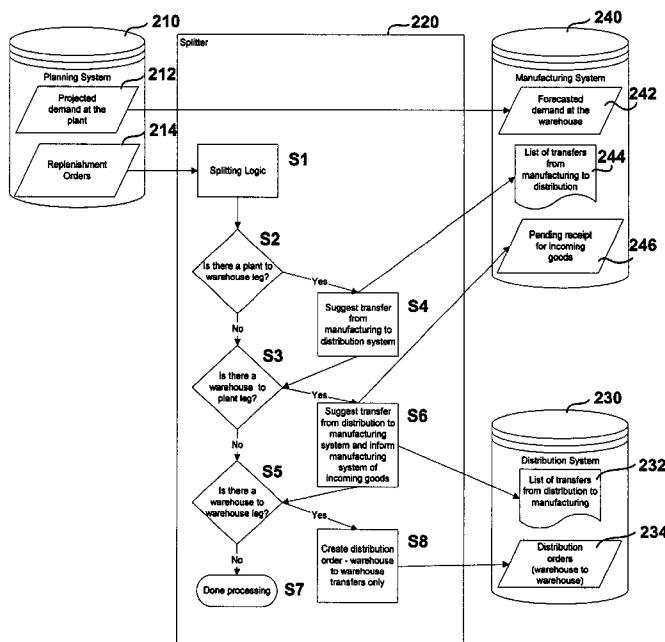 210
Planning System
212
Projected
demand at the
plant
214
Replenishment
Orders
220
Splitter
S1
Splitting Logic
S2
Is there a plant to
warehouse leg?
Yes
No
S4
Suggest transfer
from
manufacturing to
distribution system
S3
Is there a
warehouse to
plant leg?
Yes
No
S6
Suggest transfer
from distribution to
manufacturing
system and inform
manufacturing
system of
incoming goods
S5
Is there a
warehouse to
warehouse leg?
Yes
No
S8
Create distribution
order - warehouse
to warehouse
transfers only
Done processing
S7
240
Manufacturing System
242
Forecasted
demand at the
warehouse
244
List of transfers
from
manufacturing to
distribution
246
Pending receipt
for incoming
goods
230
Distribution System
232
List of transfers
from distribution to
manufacturing
234
Distribution
orders
(warehouse to
warehouse)